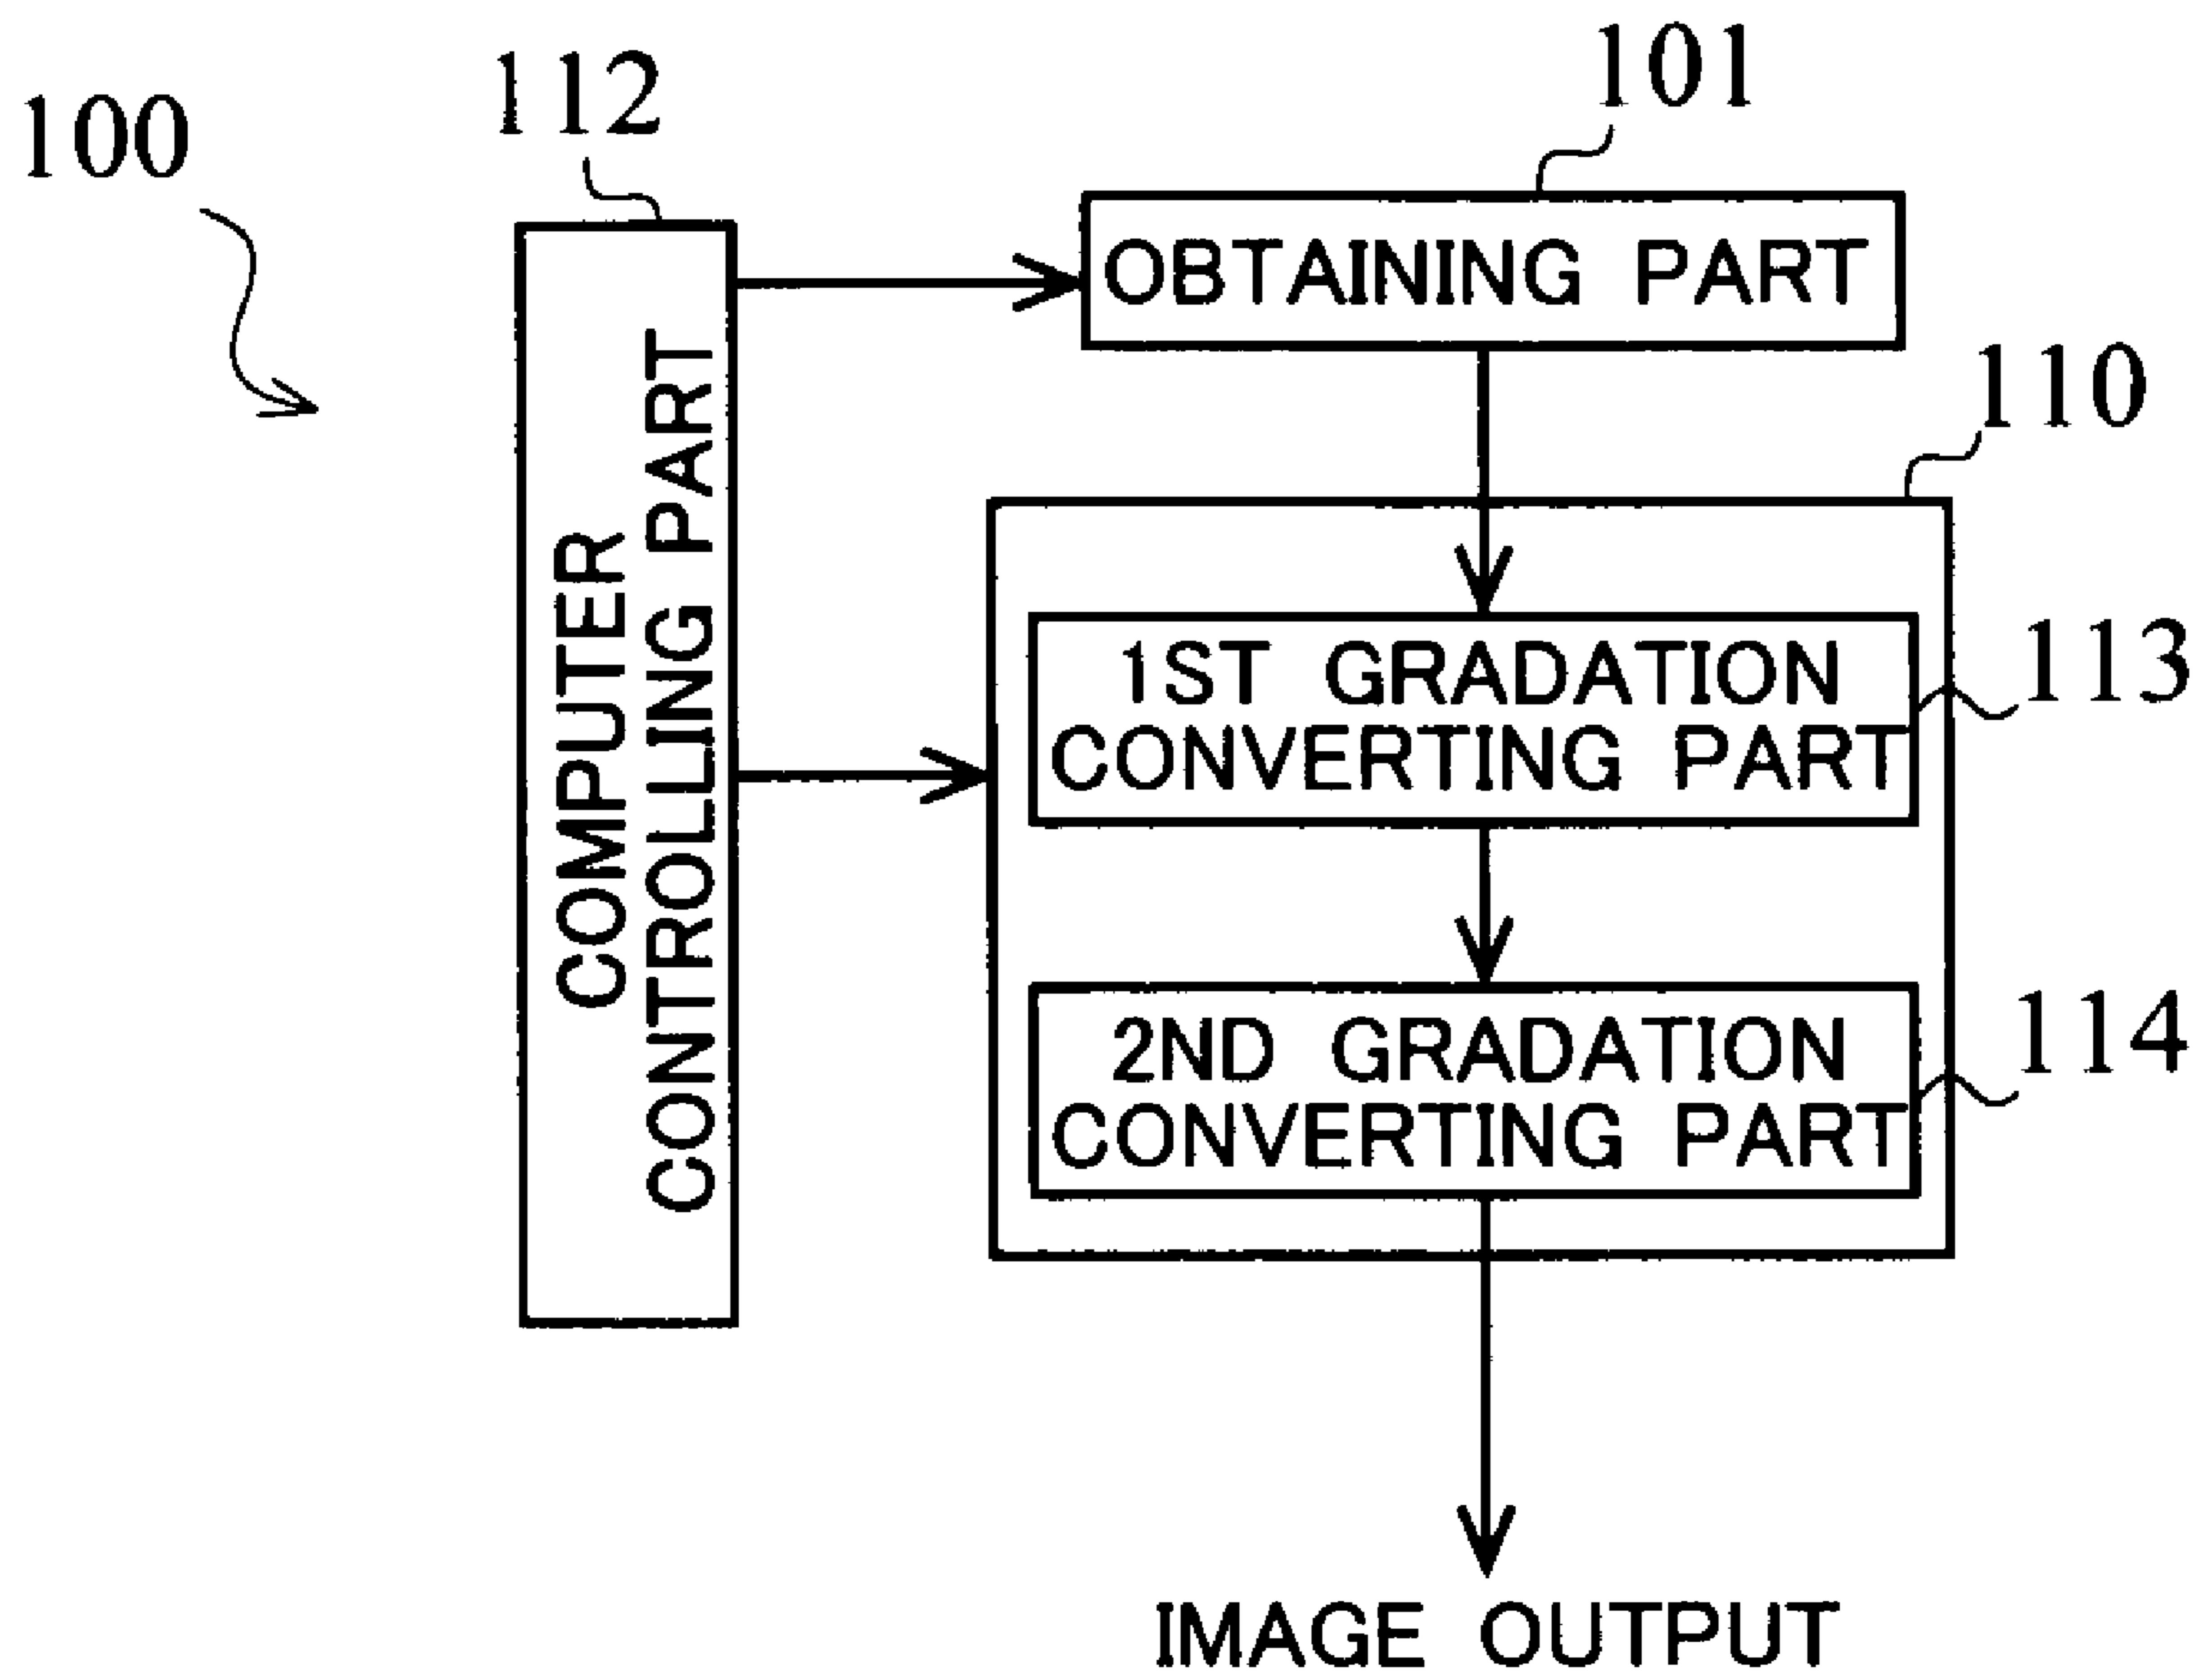 100
112
101
OBTAINING PART
110
COMPUTER
CONTROLLING PART
1ST GRADATION
CONVERTING PART
113
2ND GRADATION
CONVERTING PART
114
IMAGE OUTPUT